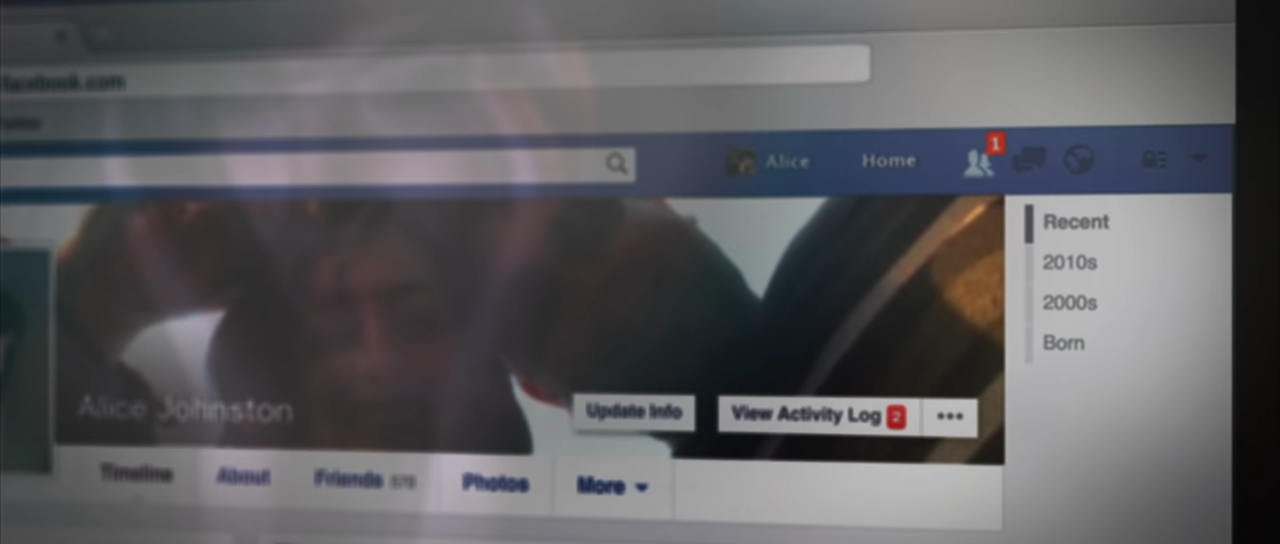 facebook.com
Alice Home 1
Recent
2010s
2000s
Born
Alice Johnston
Update Info View Activity Log 2
Timeline About Friends Photos More